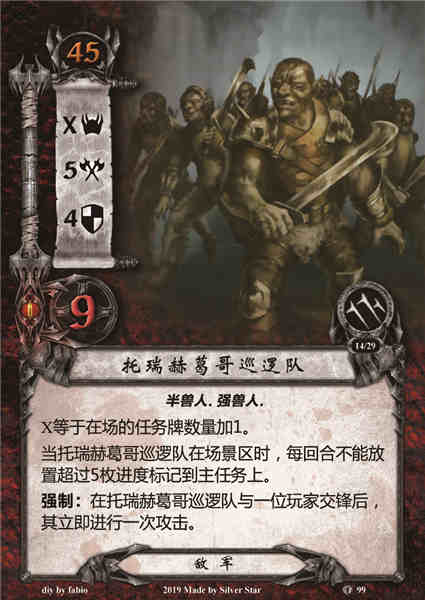 45
X
5
4
9
14/29
托瑞赫葛哥巡逻队
半兽人. 强兽人.
X等于在场的任务牌数量加1。
当托瑞赫葛哥巡逻队在场景区时，每回合不能放
置超过5枚进度标记到主任务上。
强制：在托瑞赫葛哥巡逻队与一位玩家交锋后，
其立即进行一次攻击。
敌军
diy by fabio
2019 Made by Silver Star
99